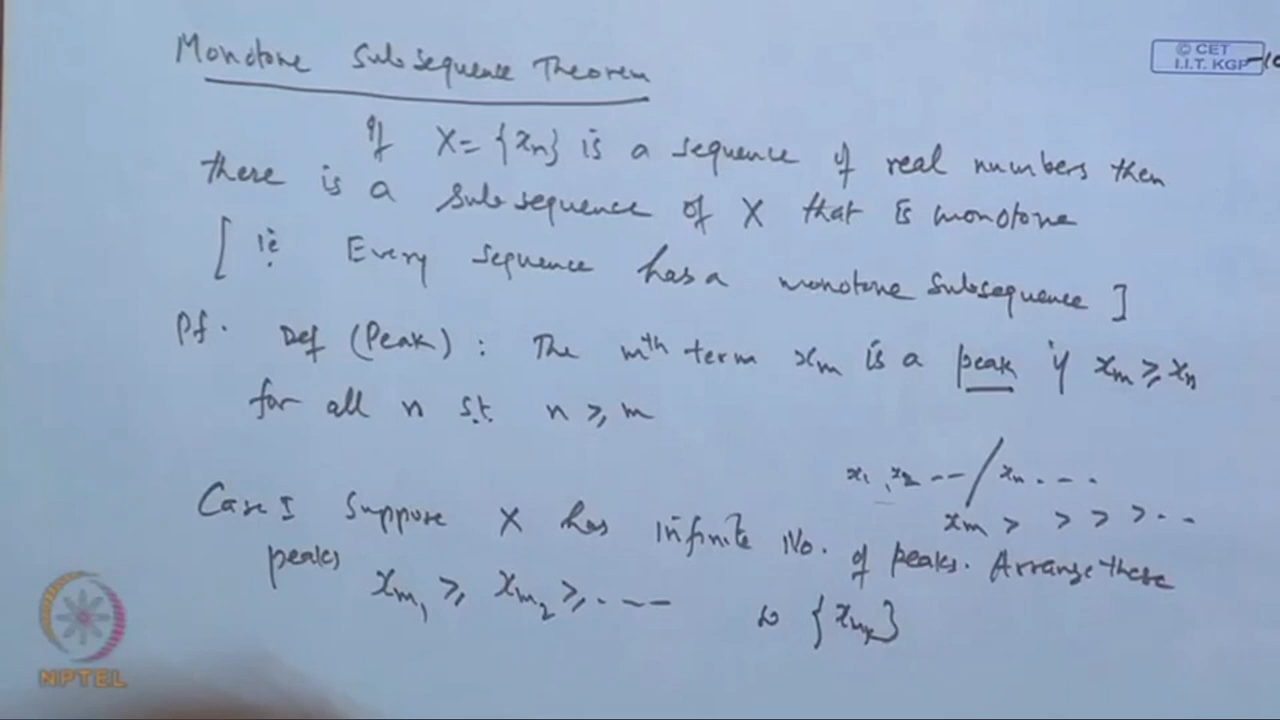 Monotone Subsequence Theorem
© CET
I.I.T. KGP
If X = {xn} is a sequence of real numbers then
there is a subsequence of X that is monotone
[ ie Every sequence has a monotone subsequence ]
Pf. Def (Peak) : The mth term xm is a peak if xm ≥ xn
for all n s.t. n ≥ m
x1, x2 -- / xn . . . .
xm > > > > . . --
Case I Suppose X has infinite No. of peaks. Arrange these
peaks xm1 ≥ xm2 ≥ . ---
so {xmk}
NPTEL